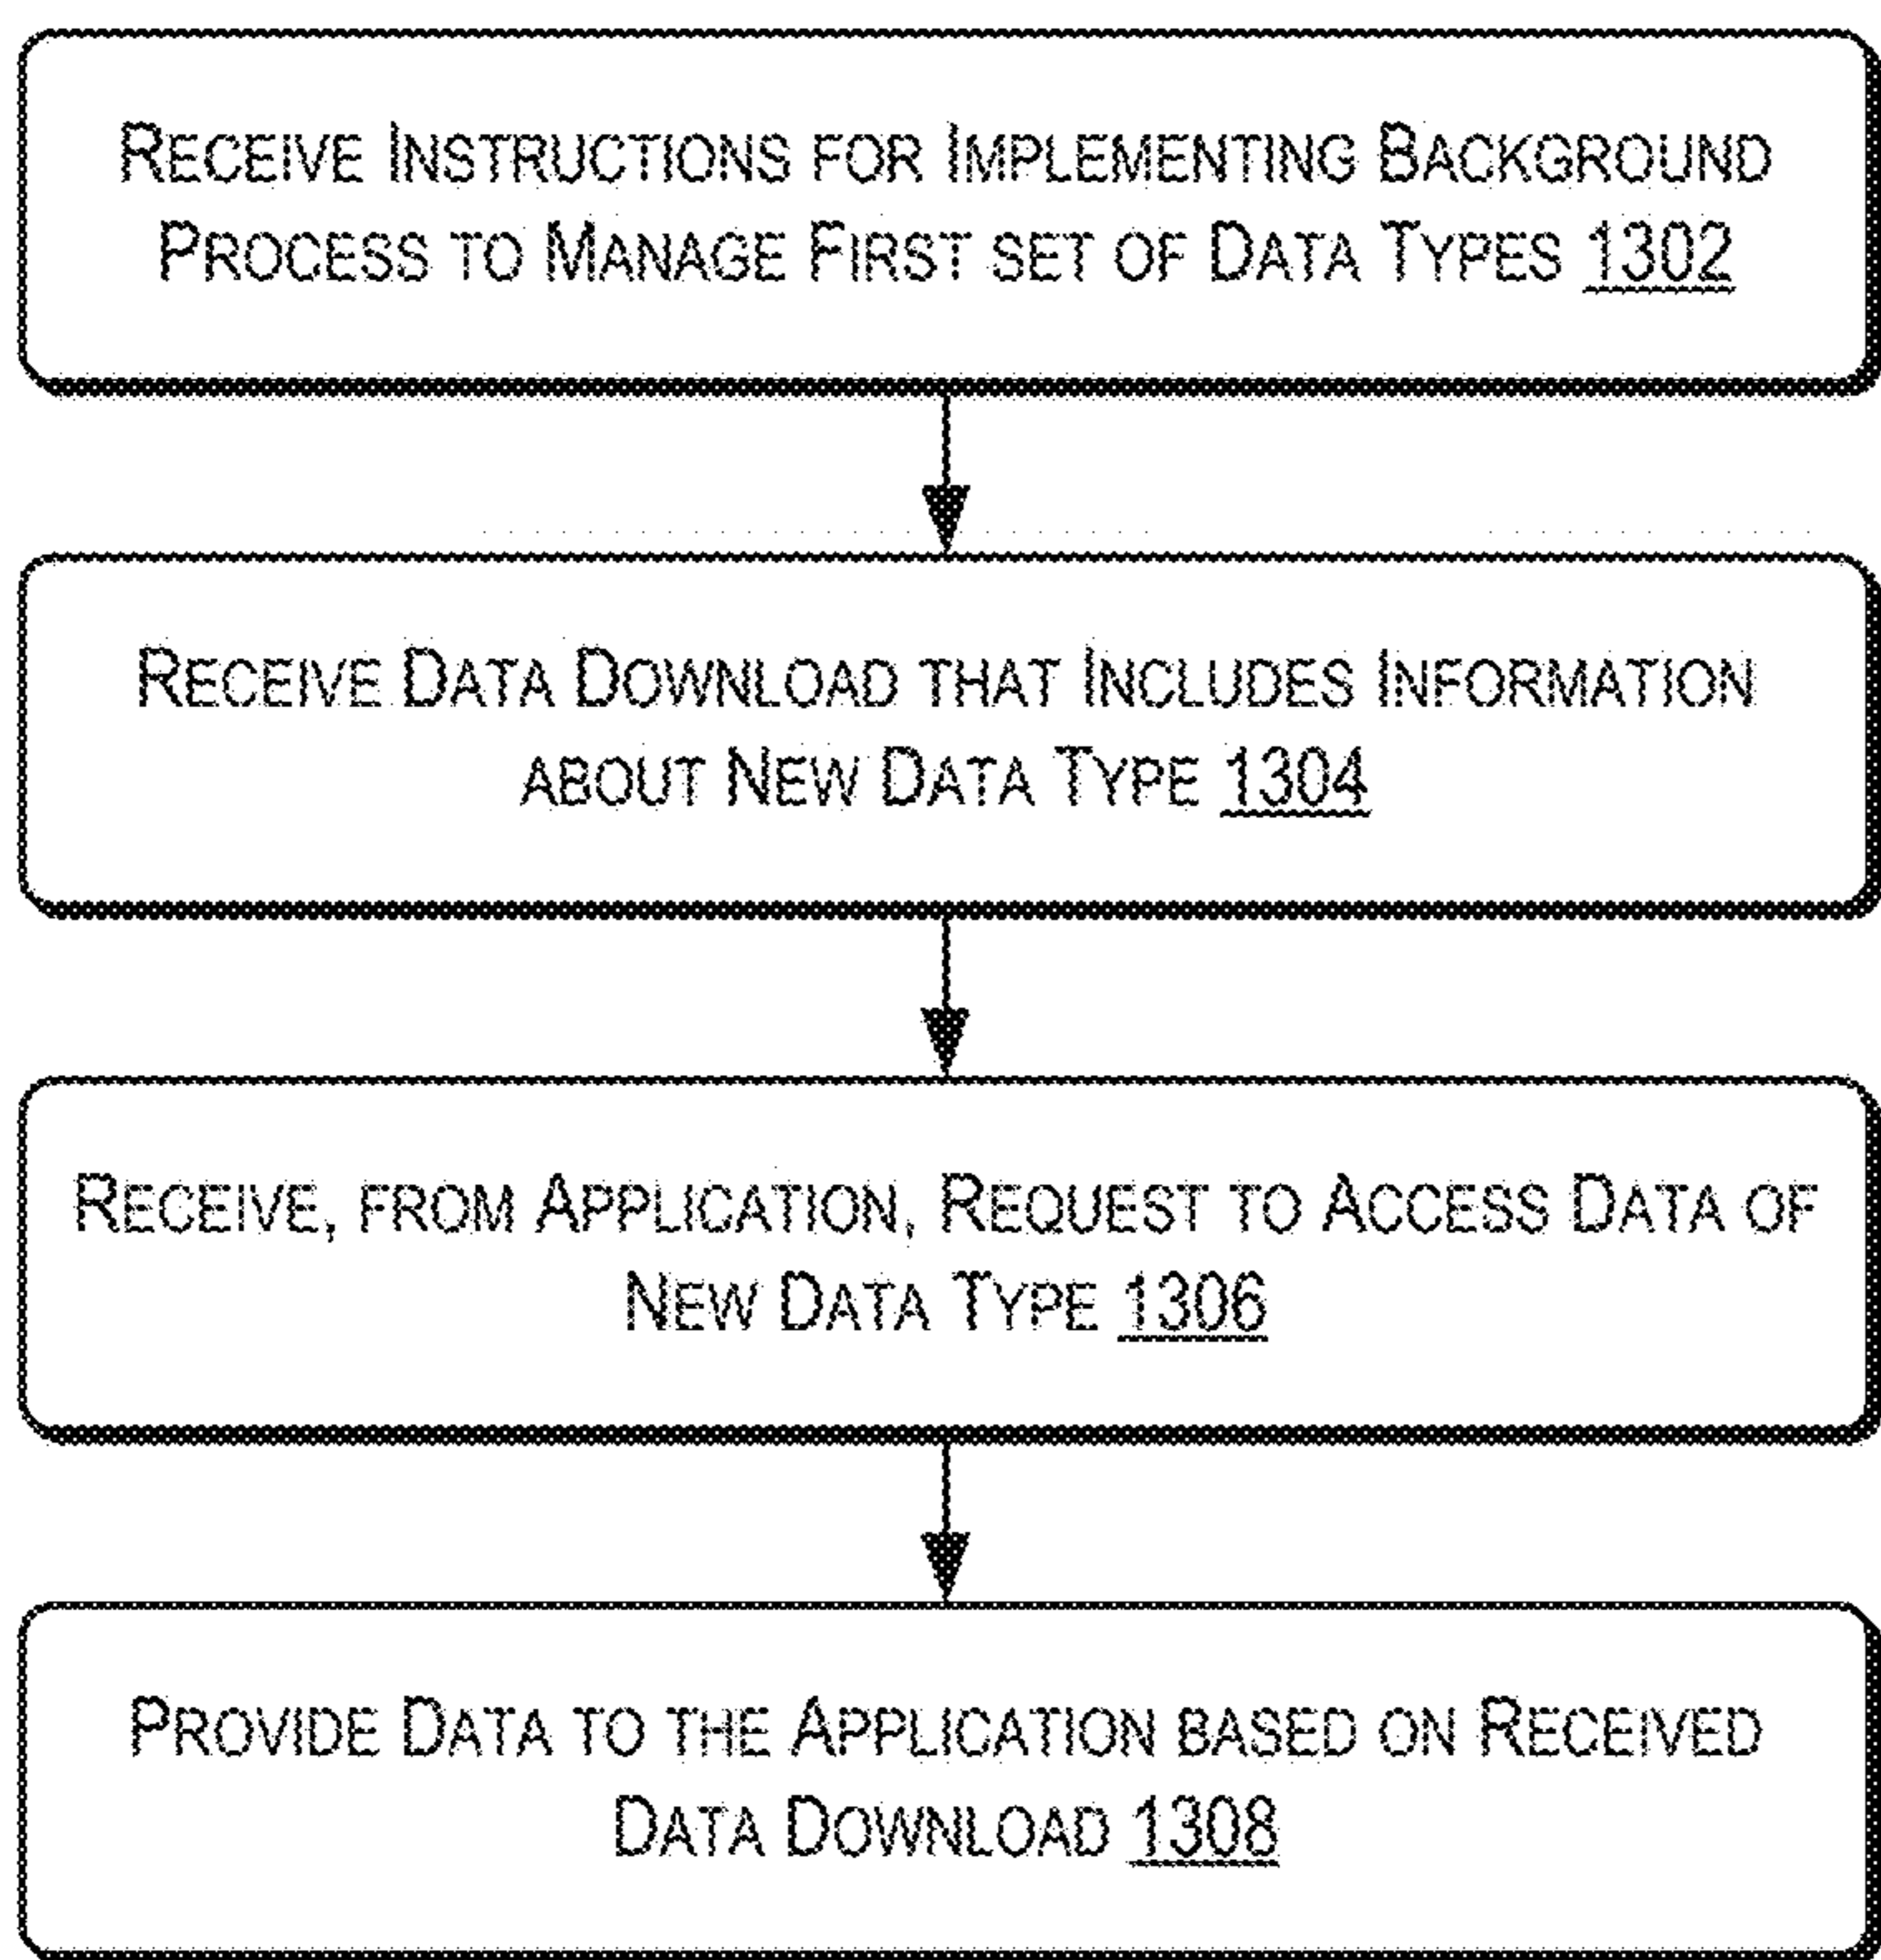 RECEIVE INSTRUCTIONS FOR IMPLEMENTING BACKGROUND
PROCESS TO MANAGE FIRST SET OF DATA TYPES 1302
RECEIVE DATA DOWNLOAD THAT INCLUDES INFORMATION
ABOUT NEW DATA TYPE 1304
RECEIVE, FROM APPLICATION, REQUEST TO ACCESS DATA OF
NEW DATA TYPE 1306
PROVIDE DATA TO THE APPLICATION BASED ON RECEIVED
DATA DOWNLOAD 1308